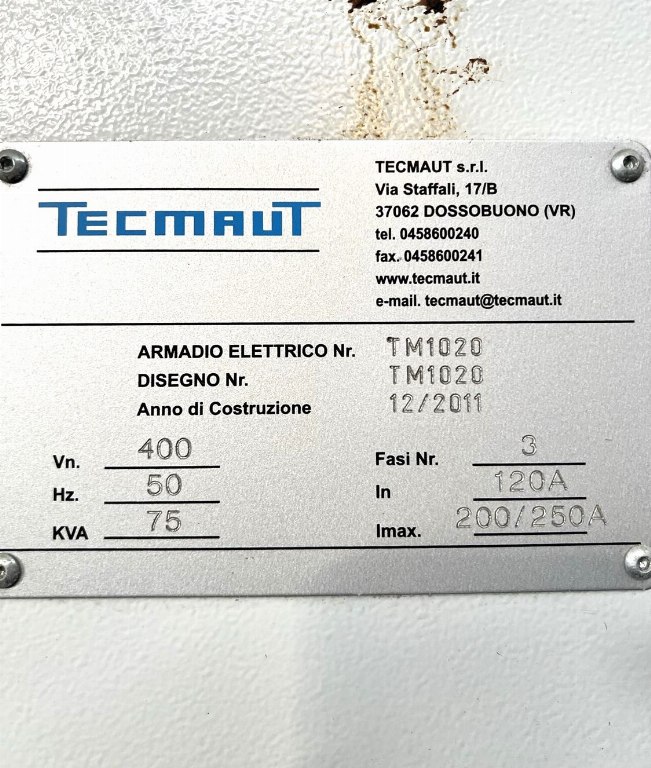 TECMAUT
TECMAUT s.r.l.
Via Staffali, 17/B
37062 DOSSOBUONO (VR)
tel. 0458600240
fax. 0458600241
www.tecmaut.it
e-mail. tecmaut@tecmaut.it
ARMADIO ELETTRICO Nr. TM1020
DISEGNO Nr. TM1020
Anno di Costruzione 12/2011
Vn. 400 Fasi Nr. 3
Hz. 50 In 120A
KVA 75 Imax. 200/250A